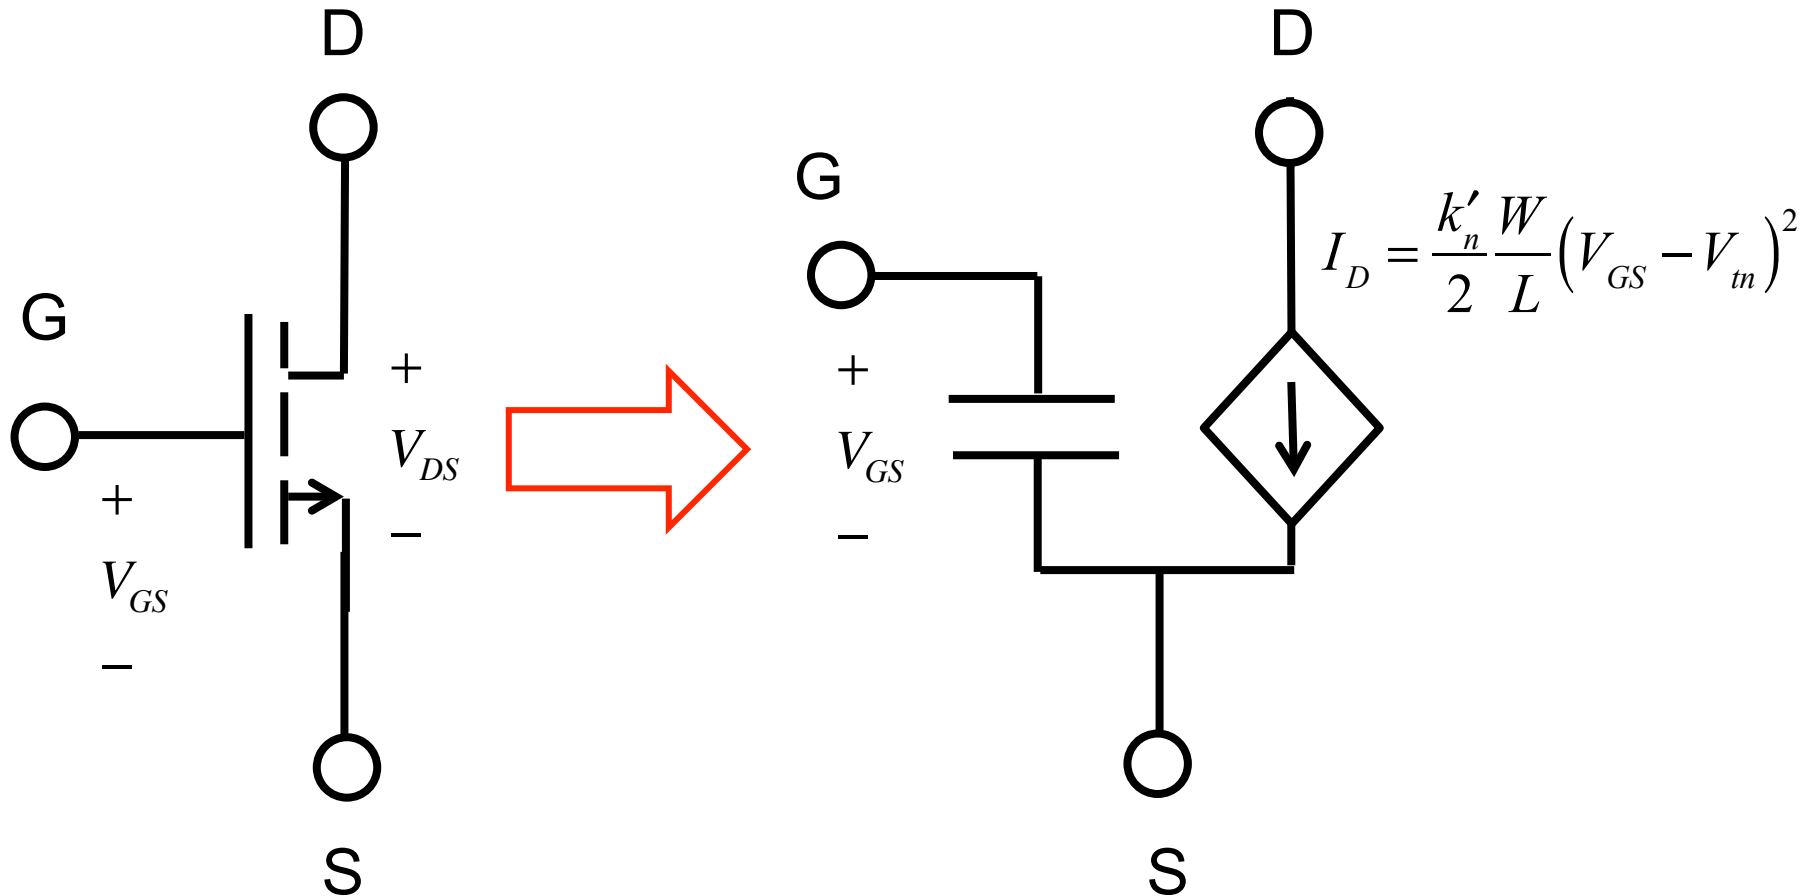 D
G
+
V_DS
−
+
V_GS
−
S
D
G
I_D = k′_n/2 W/L (V_GS − V_tn)^2
+
V_GS
−
S